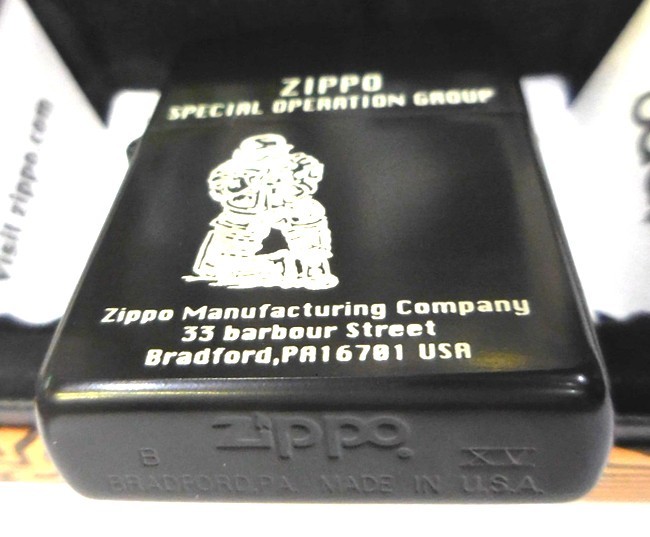 ZIPPO
SPECIAL OPERATION GROUP
Zippo Manufacturing Company
33 barbour Street
Bradford,PA16701 USA
B Zippo XV
BRADFORD.PA. MADE IN U.S.A.
Visit zippo.com